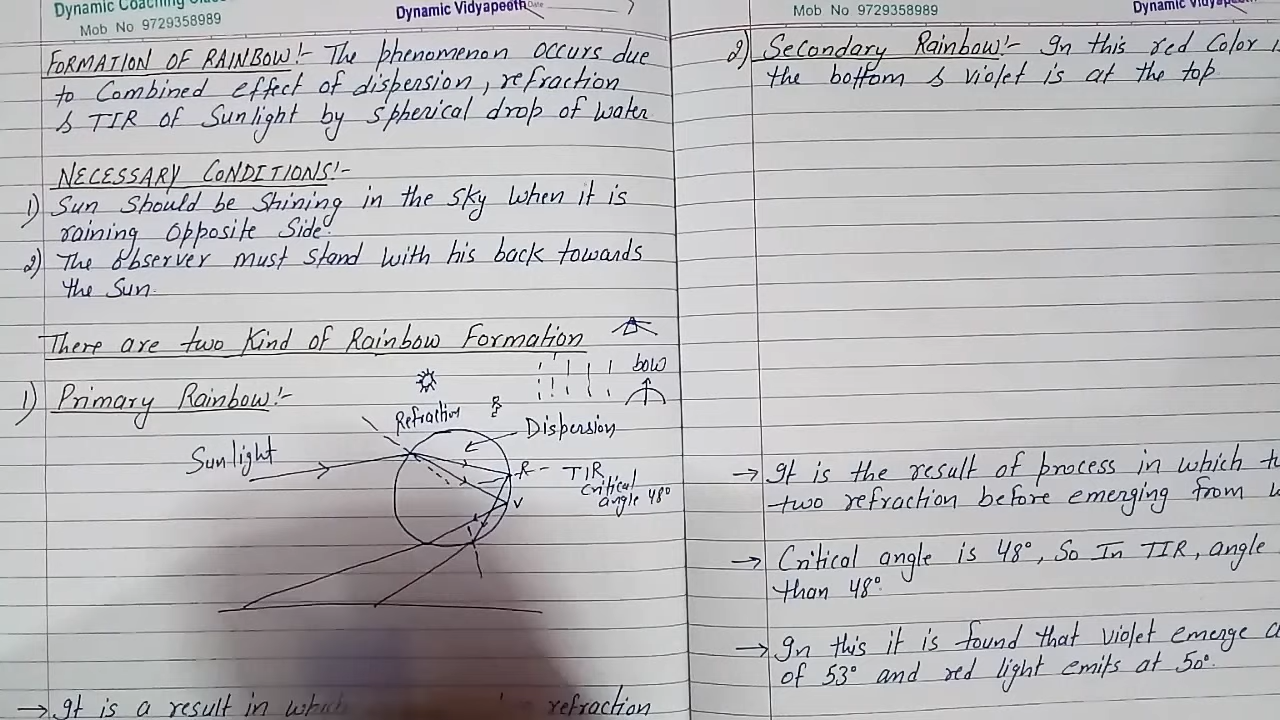 Dynamic Coaching
Mob No 9729358989
Dynamic Vidyapeeth
Date
FORMATION OF RAINBOW:- The phenomenon occurs due
to Combined effect of dispension, refraction
& TIR of Sunlight by Spherical drop of water
NECESSARY CONDITIONS:-
1) Sun Should be Shining in the Sky when it is
raining opposite Side.
2) The observer must stand with his back towards
the Sun.
There are two Kind of Rainbow Formation
1) Primary Rainbow:-
bow
Refraction
Dispersion
Sunlight
R - TIR
Critical
angle 48°
V
→ It is a result in which
refraction
Mob No 9729358989
Dynamic
2) Secondary Rainbow:- In this red Color
the bottom & violet is at the top.
→ It is the result of process in which
two refraction before emerging from
→ Critical angle is 48°, So In TIR, angle
than 48°.
→ In this it is found that violet emerge
of 53° and red light emits at 50°.